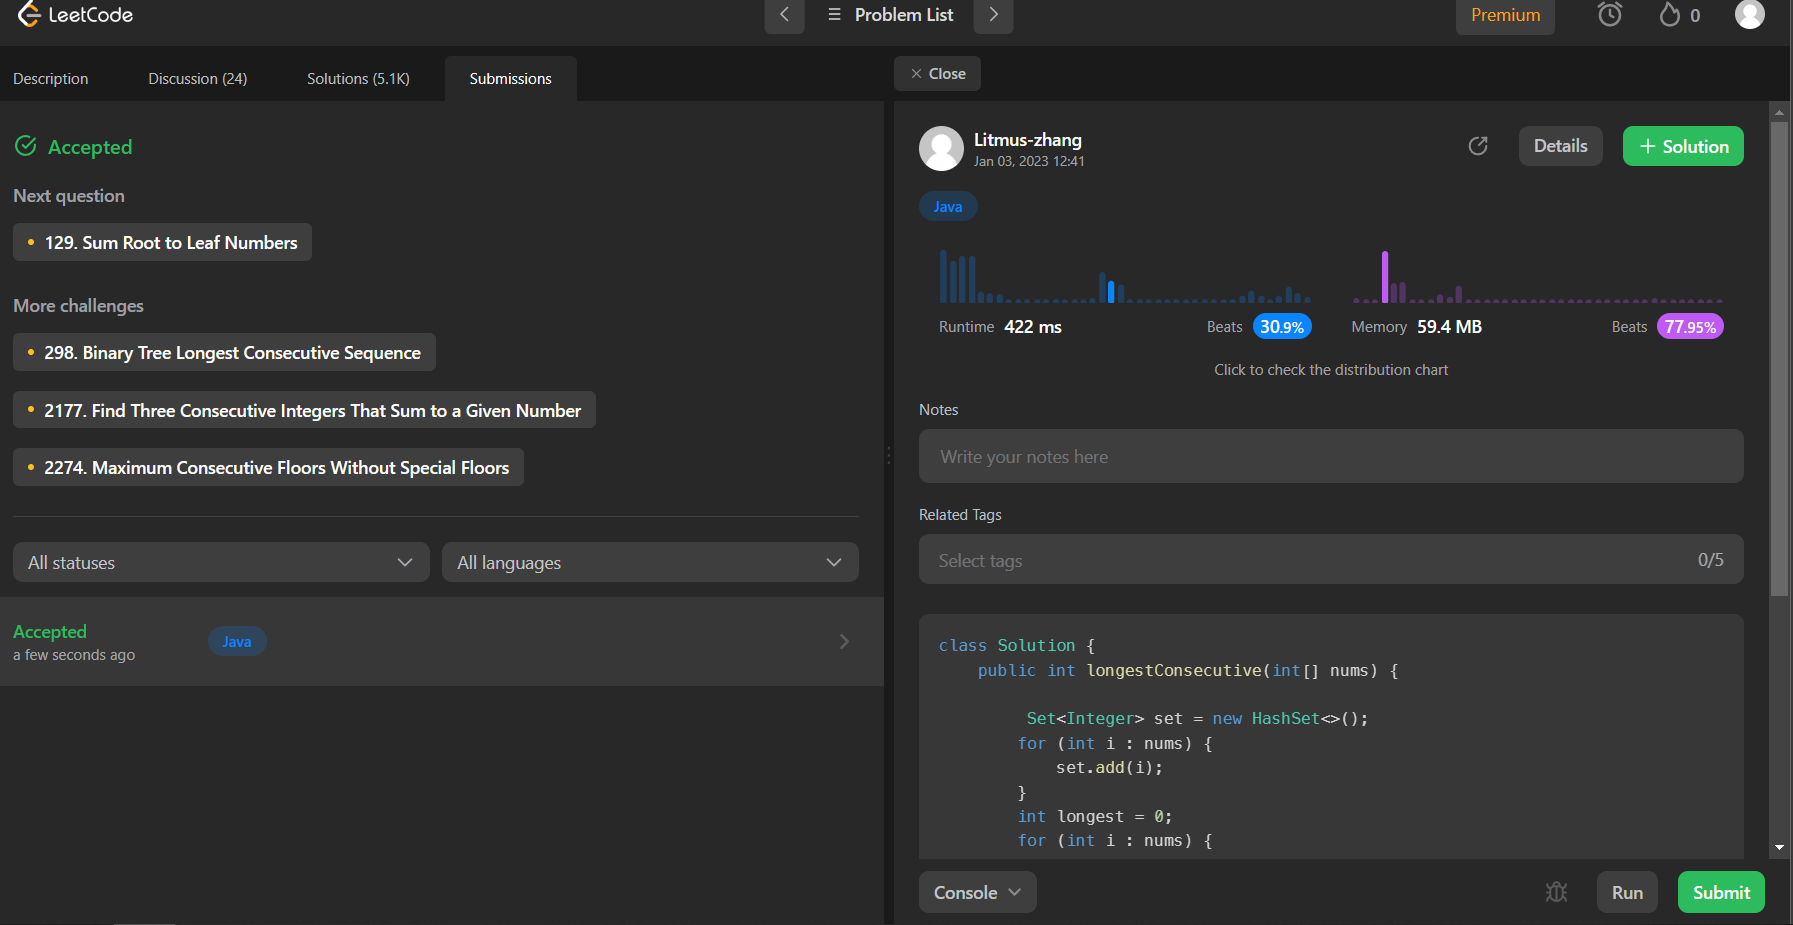 LeetCode
Problem List
Premium
0
Description
Discussion (24)
Solutions (5.1K)
Submissions
Accepted
Next question
129. Sum Root to Leaf Numbers
More challenges
298. Binary Tree Longest Consecutive Sequence
2177. Find Three Consecutive Integers That Sum to a Given Number
2274. Maximum Consecutive Floors Without Special Floors
All statuses
All languages
Accepted
a few seconds ago
Java
Close
Litmus-zhang
Jan 03, 2023 12:41
Details
+ Solution
Java
Runtime 422 ms
Beats 30.9%
Memory 59.4 MB
Beats 77.95%
Click to check the distribution chart
Notes
Write your notes here
Related Tags
Select tags
0/5
class Solution {
    public int longestConsecutive(int[] nums) {
         Set<Integer> set = new HashSet<>();
        for (int i : nums) {
            set.add(i);
        }
        int longest = 0;
        for (int i : nums) {
Console
Run
Submit